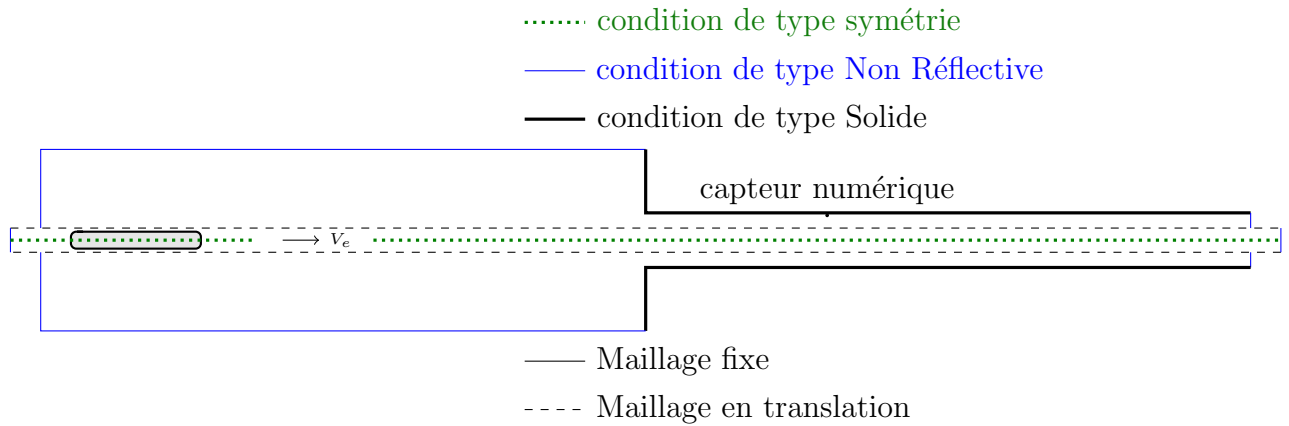 condition de type symétrie
condition de type Non Réflective
condition de type Solide
capteur numérique
V_e
Maillage fixe
Maillage en translation